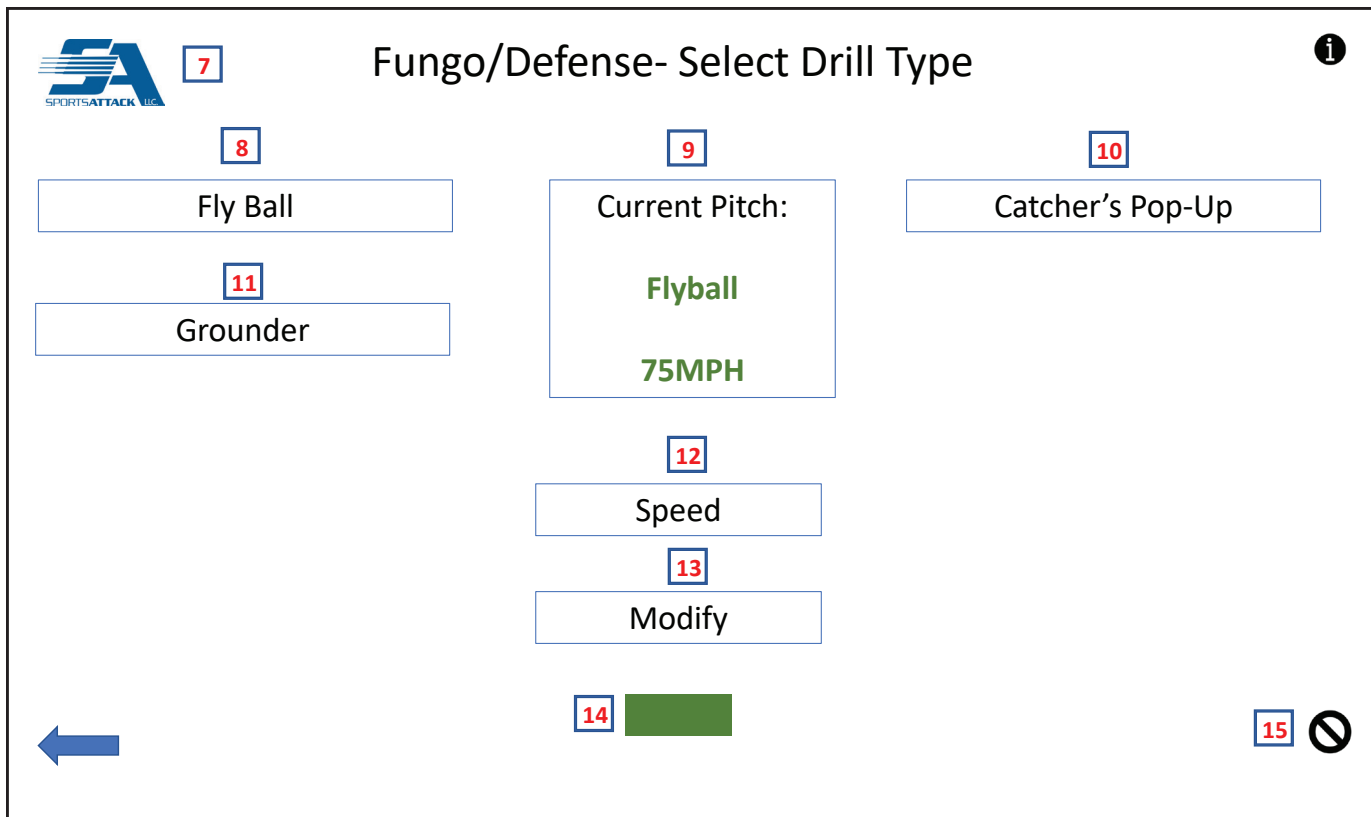 SPORTSATTACK LLC.
7
Fungo/Defense- Select Drill Type
i
8
9
10
Fly Ball
Current Pitch:
Flyball
75MPH
Catcher’s Pop-Up
11
Grounder
12
Speed
13
Modify
14
15